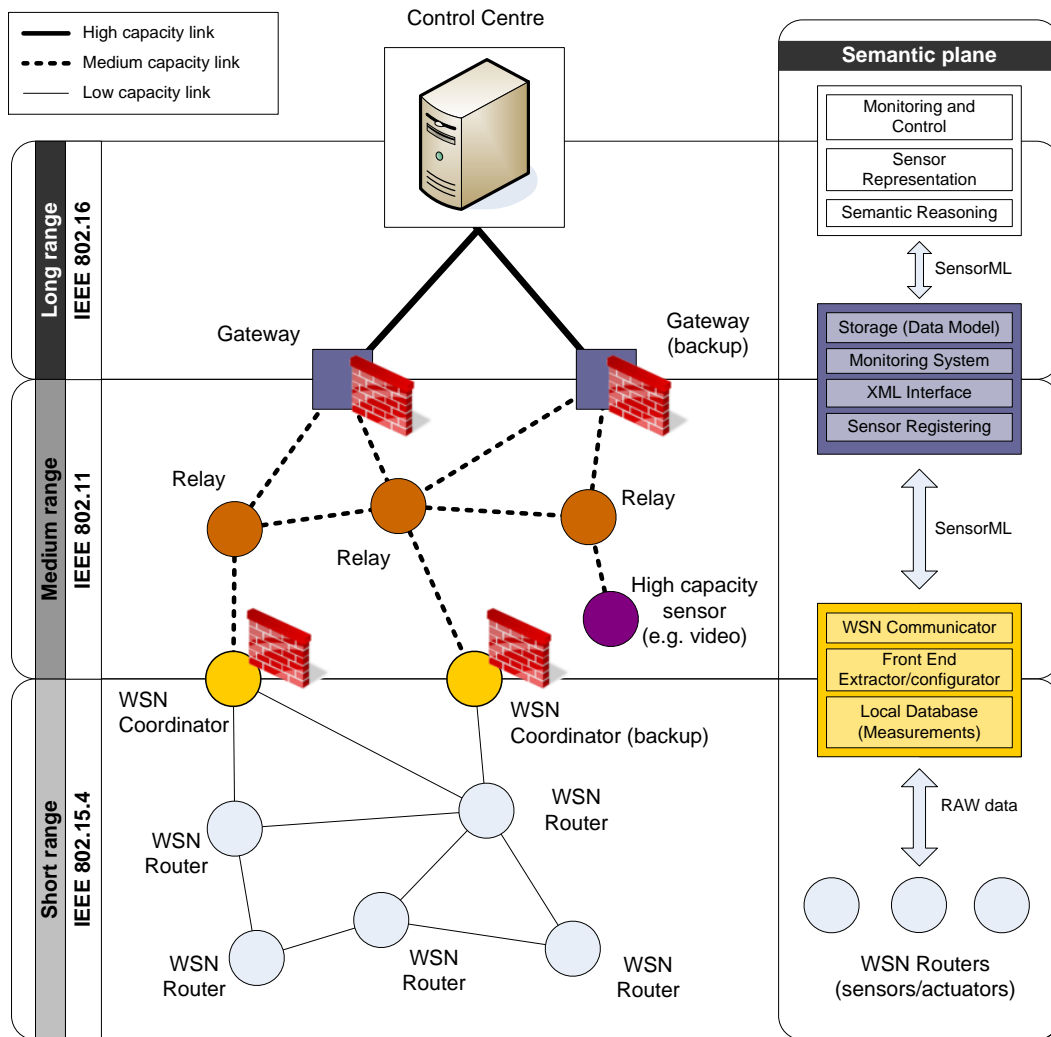 Control Centre
High capacity link
Medium capacity link
Low capacity link
Semantic plane
Monitoring and
Control
Sensor
Representation
Semantic Reasoning
SensorML
Long range
IEEE 802.16
Gateway
Gateway
(backup)
Storage (Data Model)
Monitoring System
XML Interface
Sensor Registering
SensorML
Medium range
IEEE 802.11
Relay
Relay
Relay
High capacity
sensor
(e.g. video)
WSN Communicator
Front End
Extractor/configurator
Local Database
(Measurements)
RAW data
Short range
IEEE 802.15.4
WSN
Coordinator
WSN
Coordinator (backup)
WSN
Router
WSN
Router
WSN
Router
WSN
Router
WSN
Router
WSN Routers
(sensors/actuators)